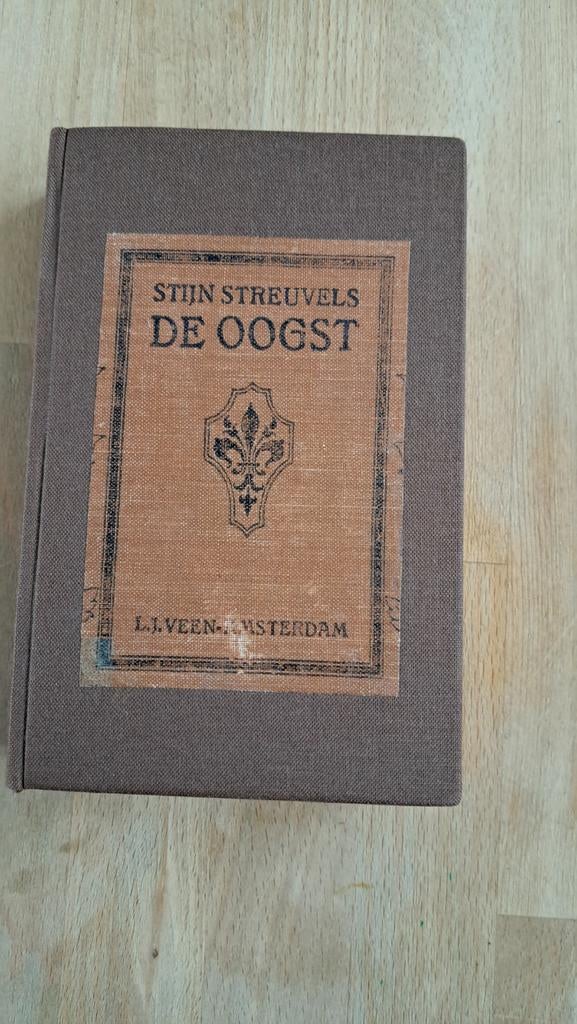 STIJN STREUVELS
DE OOGST
L.J. VEEN-AMSTERDAM